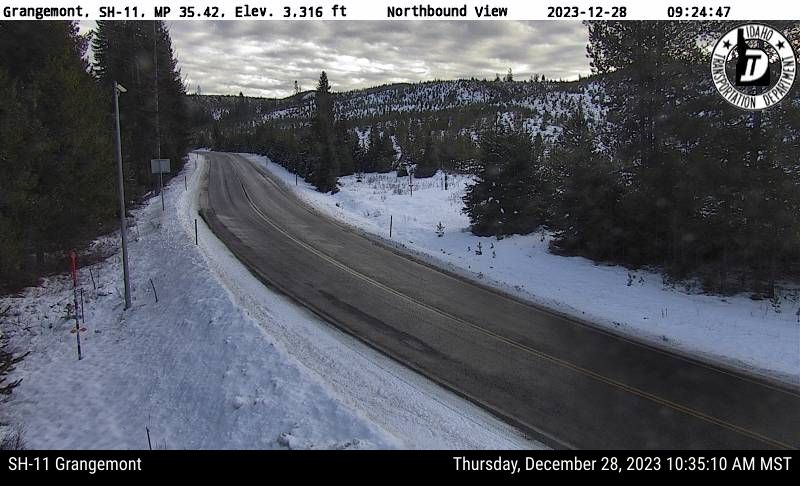 Grangemont, SH-11, MP 35.42, Elev. 3,316 ft Northbound View 2023-12-28 09:24:47
IDAHO
TRANSPORTATION DEPARTMENT
SH-11 Grangemont Thursday, December 28, 2023 10:35:10 AM MST